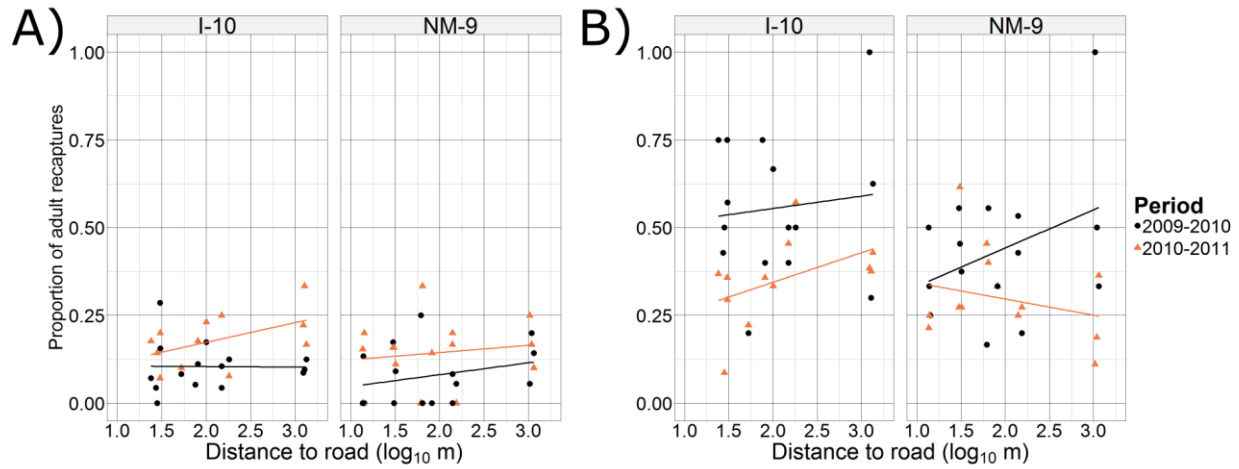 A)
I-10
NM-9
1.00
0.75
0.50
0.25
0.00
Proportion of adult recaptures
1.0 1.5 2.0 2.5 3.0
1.0 1.5 2.0 2.5 3.0
Distance to road (log₁₀ m)
B)
I-10
NM-9
1.00
0.75
0.50
0.25
0.00
1.0 1.5 2.0 2.5 3.0
1.0 1.5 2.0 2.5 3.0
Distance to road (log₁₀ m)
Period
2009-2010
2010-2011